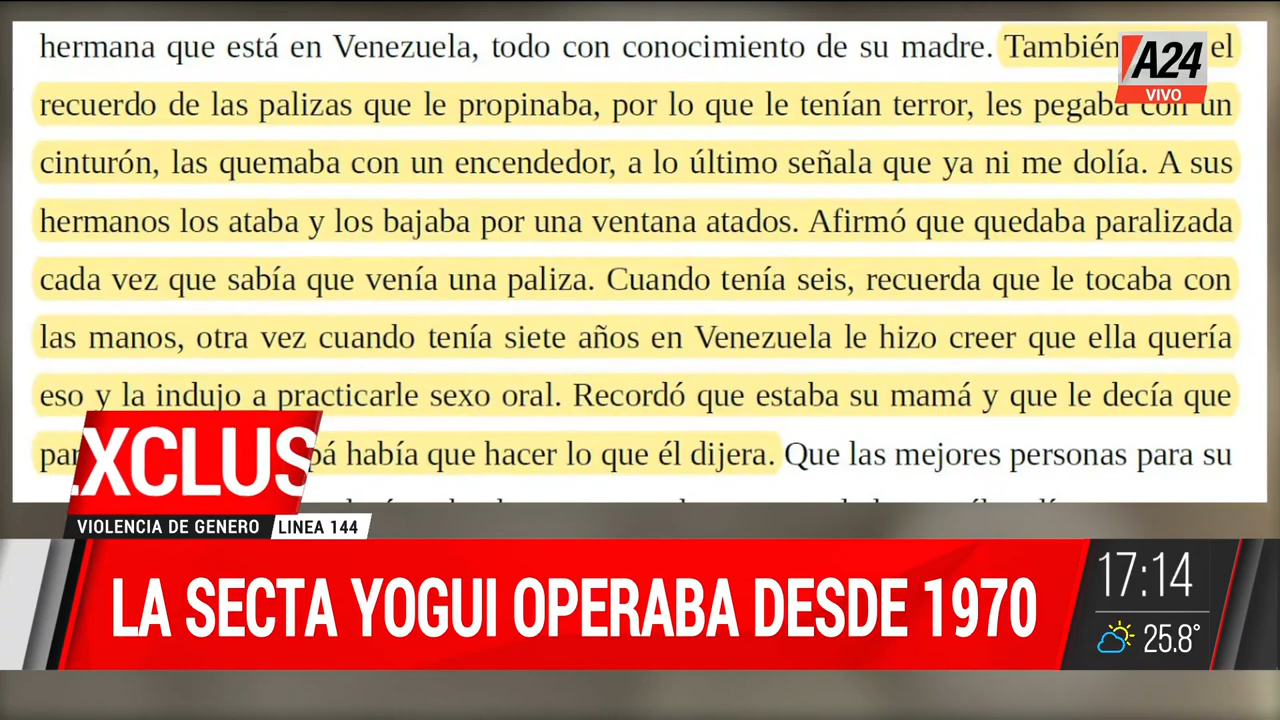 hermana que está en Venezuela, todo con conocimiento de su madre. También el
recuerdo de las palizas que le propinaba, por lo que le tenían terror, les pegaba con un
cinturón, las quemaba con un encendedor, a lo último señala que ya ni me dolía. A sus
hermanos los ataba y los bajaba por una ventana atados. Afirmó que quedaba paralizada
cada vez que sabía que venía una paliza. Cuando tenía seis, recuerda que le tocaba con
las manos, otra vez cuando tenía siete años en Venezuela le hizo creer que ella quería
eso y la indujo a practicarle sexo oral. Recordó que estaba su mamá y que le decía que
había que hacer lo que él dijera. Que las mejores personas para su
A24
VIVO
XCLUS
VIOLENCIA DE GENERO LINEA 144
LA SECTA YOGUI OPERABA DESDE 1970
17:14
25.8°